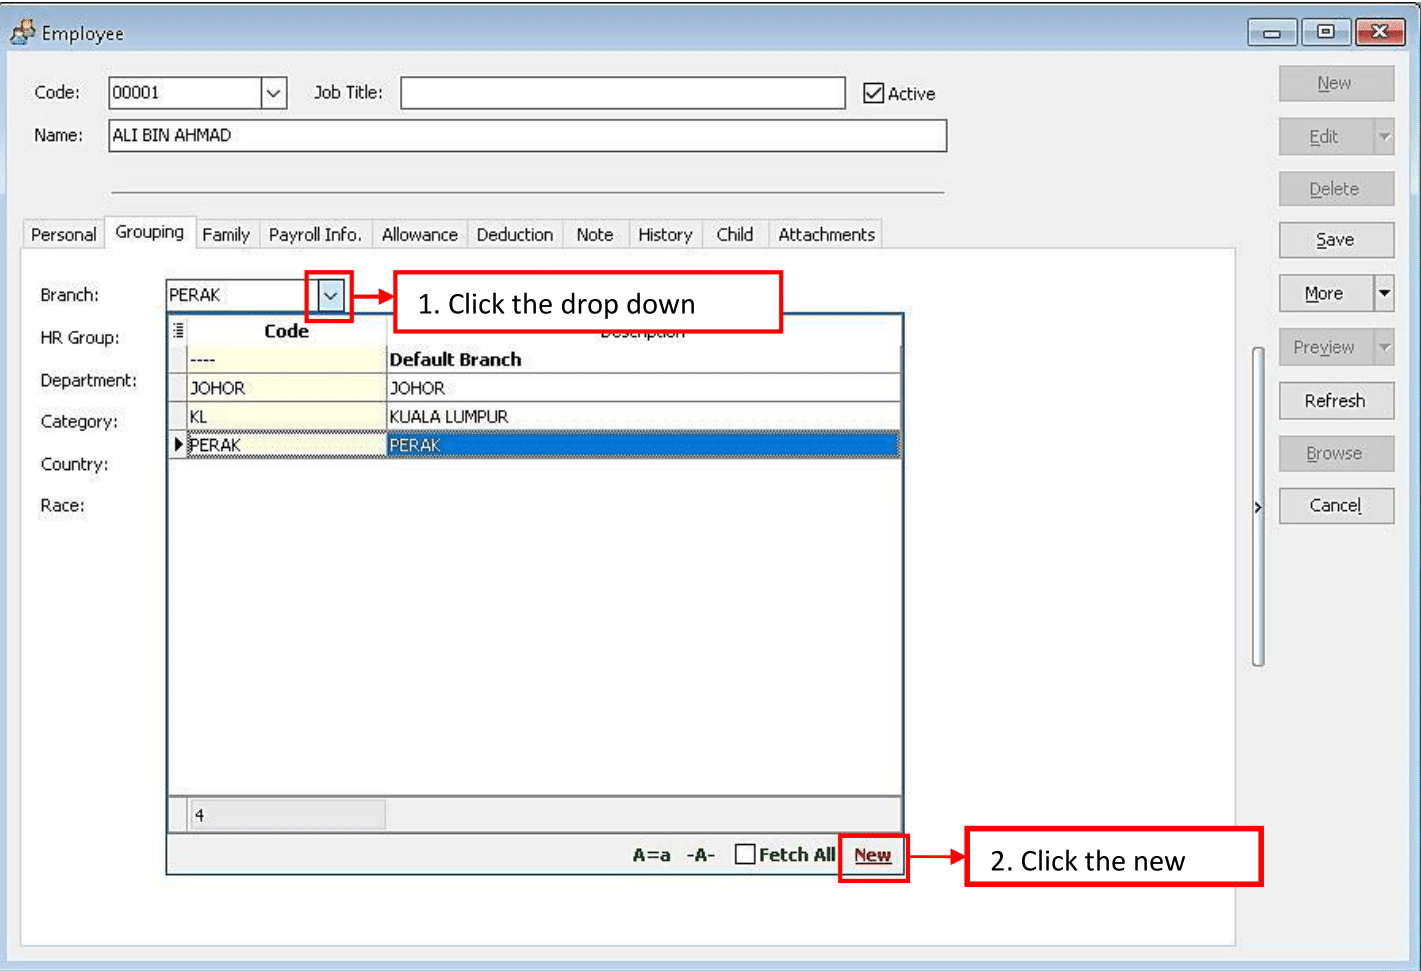 Employee
Code: 00001 Job Title: Active New
Name: ALI BIN AHMAD Edit
Delete
Personal Grouping Family Payroll Info. Allowance Deduction Note History Child Attachments
Save
Branch: PERAK 1. Click the drop down More
HR Group: Code Description
---- Default Branch Preview
Department: JOHOR JOHOR
Category: KL KUALA LUMPUR Refresh
PERAK PERAK Browse
Country:
Race: Cancel
4
A=a -A- Fetch All New 2. Click the new